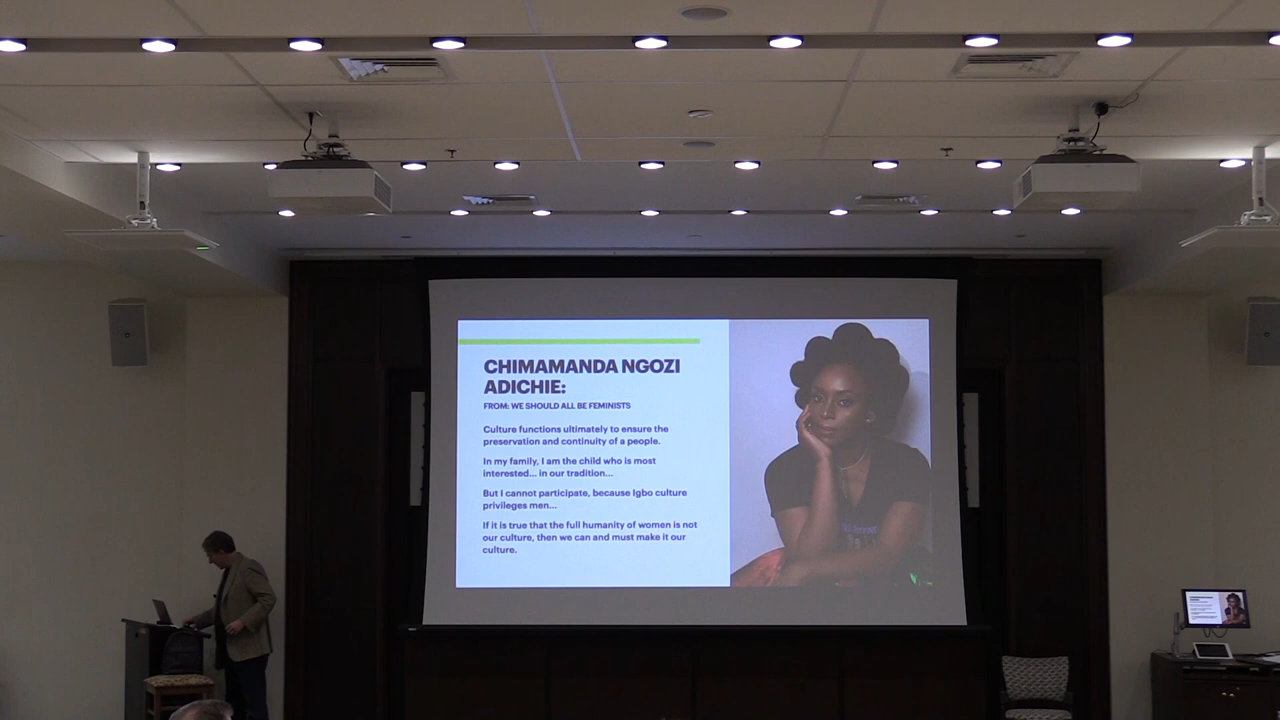 CHIMAMANDA NGOZI
ADICHIE:
FROM: WE SHOULD ALL BE FEMINISTS
Culture functions ultimately to ensure the
preservation and continuity of a people.
In my family, I am the child who is most
interested... in our tradition...
But I cannot participate, because Igbo culture
privileges men...
If it is true that the full humanity of women is not
our culture, then we can and must make it our
culture.